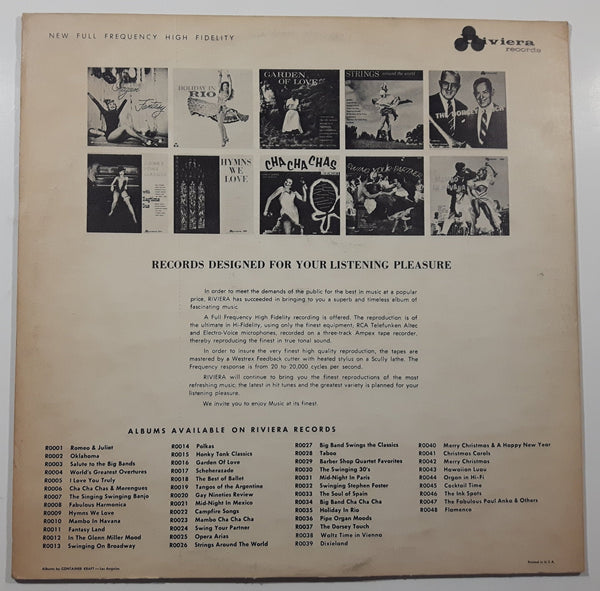 NEW FULL FREQUENCY HIGH FIDELITY
Riviera
records
Fantasy
HOLIDAY IN
RIO
GARDEN
OF LOVE
STRINGS
around the world
THE DORSEY
HYMNS
WE
LOVE
CHA CHA CHAS
SWING YOUR PARTNER
RECORDS DESIGNED FOR YOUR LISTENING PLEASURE
In order to meet the demands of the public for the best in music at a popular
price, RIVIERA has succeeded in bringing to you a superb and timeless album of
fascinating music.
A Full Frequency High Fidelity recording is offered. The reproduction is of
the ultimate in Hi-Fidelity, using only the finest equipment, RCA Telefunken Altec
and Electro-Voice microphones, recorded on a three-track Ampex tape recorder,
thereby reproducing the finest in true tonal sound.
In order to insure the very finest high quality reproduction, the tapes are
mastered by a Westrex Feedback cutter with heated stylus on a Scully lathe. The
Frequency response is from 20 to 20,000 cycles per second.
RIVIERA will continue to bring you the finest reproductions of the most
refreshing music; the latest in hit tunes and the greatest variety is planned for your
listening pleasure.
We invite you to enjoy Music at its finest.
ALBUMS AVAILABLE ON RIVIERA RECORDS
R0001 Romeo & Juliet
R0002 Oklahoma
R0003 Salute to the Big Bands
R0004 World's Greatest Overtures
R0005 I Love You Truly
R0006 Cha Cha Chas & Merengues
R0007 The Singing Swinging Banjo
R0008 Fabulous Harmonica
R0009 Hymns We Love
R0010 Mambo In Havana
R0011 Fantasy Land
R0012 In The Glenn Miller Mood
R0013 Swinging On Broadway
R0014 Polkas
R0015 Honky Tonk Classics
R0016 Garden Of Love
R0017 Scheherazade
R0018 The Best of Ballet
R0019 Tangos of the Argentine
R0020 Gay Nineties Review
R0021 Mid-Night in Mexico
R0022 Campfire Songs
R0023 Mambo Cha Cha Cha
R0024 Swing Your Partner
R0025 Opera Arias
R0026 Strings Around The World
R0027 Big Band Swings the Classics
R0028 Taboo
R0029 Barber Shop Quartet Favorites
R0030 The Swinging 30's
R0031 Mid-Night in Paris
R0032 Swinging Stephen Foster
R0033 The Soul of Spain
R0034 Big Band Cha Cha Cha
R0035 Holiday in Rio
R0036 Pipe Organ Moods
R0037 The Dorsey Touch
R0038 Waltz Time in Vienna
R0039 Dixieland
R0040 Merry Christmas & A Happy New Year
R0041 Christmas Carols
R0042 Merry Christmas
R0043 Hawaiian Luau
R0044 Organ in Hi-Fi
R0045 Cocktail Time
R0046 The Ink Spots
R0047 The Fabulous Paul Anka & Others
R0048 Flamenco
Albums by CONTAINER KRAFT — Los Angeles
Printed in U.S.A.